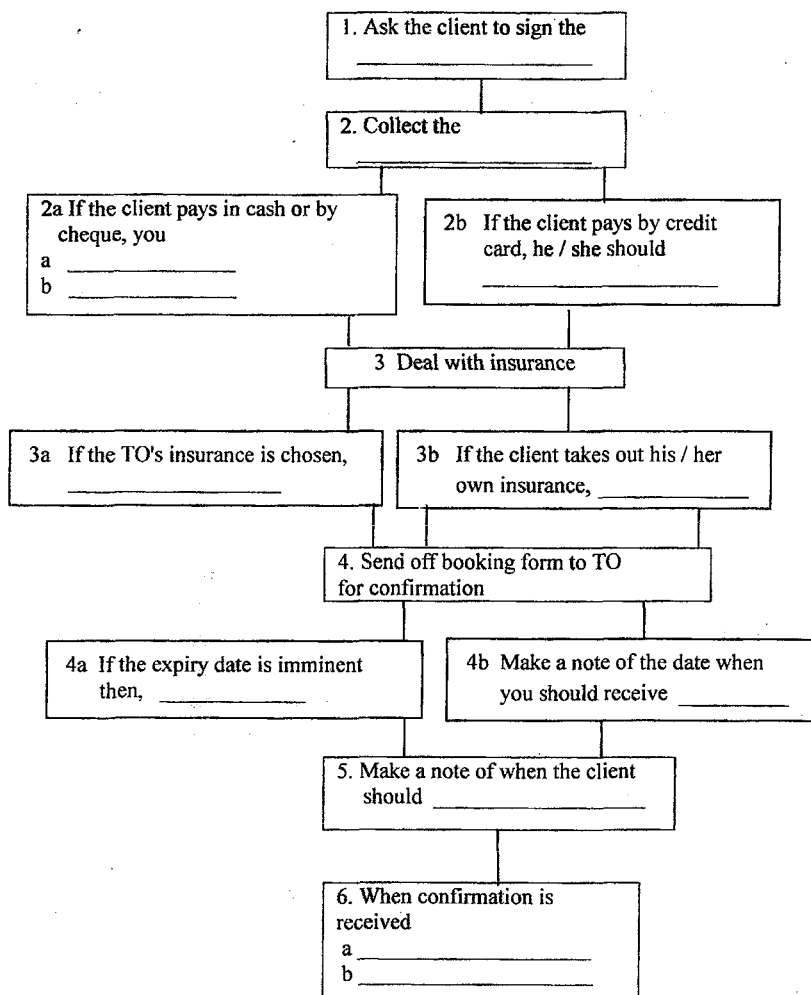 1. Ask the client to sign the
2. Collect the
2a If the client pays in cash or by
cheque, you
a
b
2b If the client pays by credit
card, he / she should
3 Deal with insurance
3a If the TO's insurance is chosen,
3b If the client takes out his / her
own insurance,
4. Send off booking form to TO
for confirmation
4a If the expiry date is imminent
then,
4b Make a note of the date when
you should receive
5. Make a note of when the client
should
6. When confirmation is
received
a
b